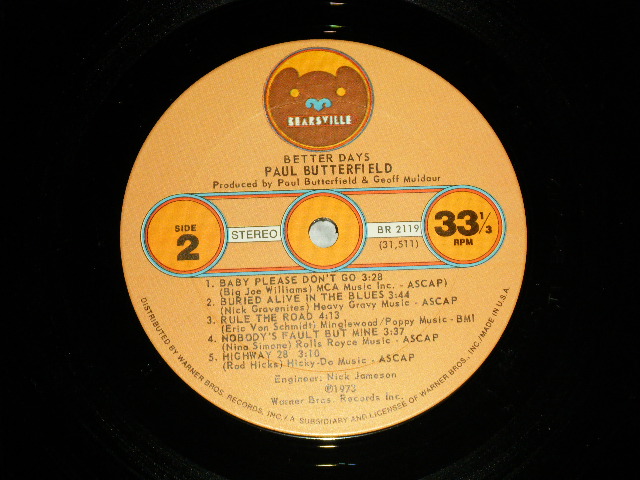 BEARSVILLE
BETTER DAYS
PAUL BUTTERFIELD
Produced by Paul Butterfield & Geoff Muldaur
SIDE
2
STEREO
BR 2119
(31,511)
33 1/3
RPM
1. BABY PLEASE DON'T GO 3:28
(Big Joe Williams) MCA Music Inc. - ASCAP)
2. BURIED ALIVE IN THE BLUES 3:44
(Nick Gravenites) Heavy Gravy Music - ASCAP
3. RULE THE ROAD 4:13
(Eric Von Schmidt) Minglewood/Poppy Music - BMI
4. NOBODY'S FAULT BUT MINE 3:37
(Nina Simone) Rolls Royce Music - ASCAP
5. HIGHWAY 28 3:10
(Rod Hicks) Hicky-Do Music - ASCAP
Engineer: Nick Jameson
℗1973
Warner Bros. Records Inc.
DISTRIBUTED BY WARNER BROS. RECORDS, INC./A SUBSIDIARY AND LICENSEE OF WARNER BROS., INC./MADE IN U.S.A.